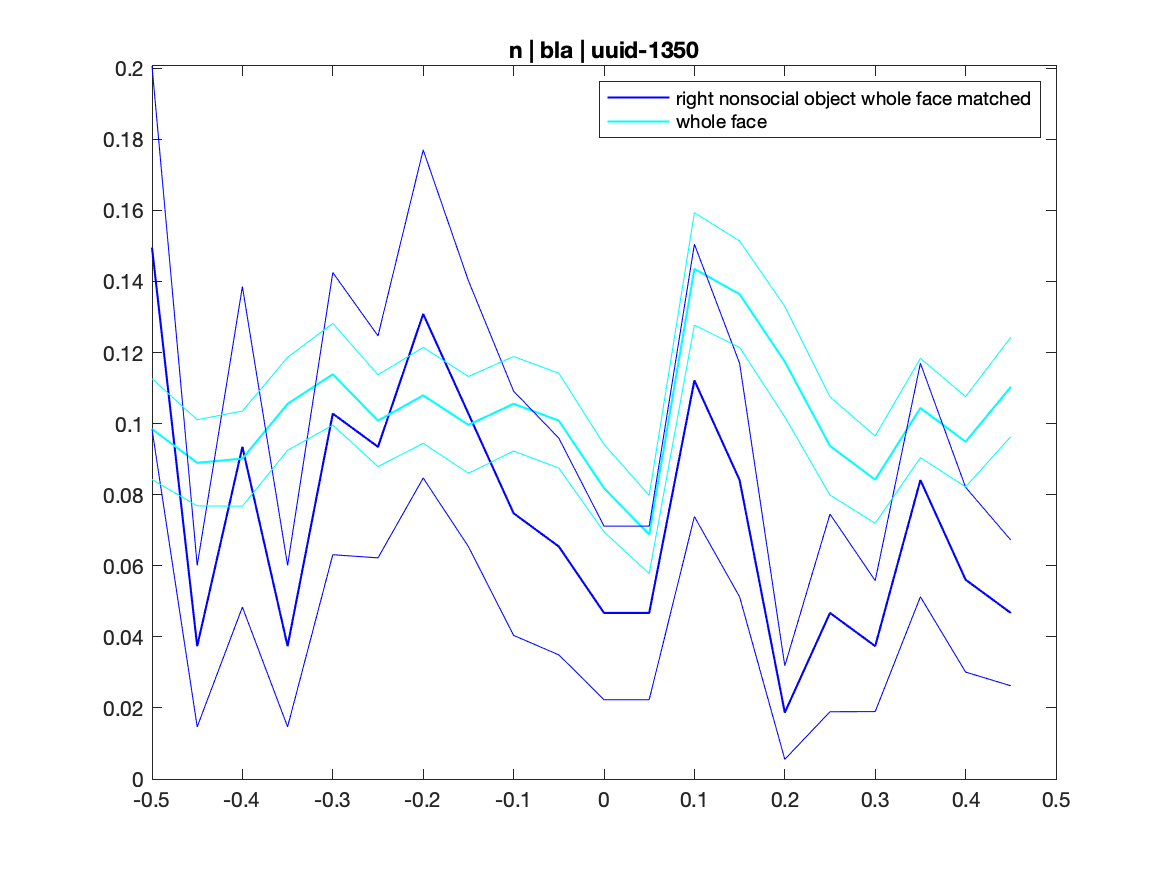 n | bla | uuid-1350
right nonsocial object whole face matched
whole face
0.2
0.18
0.16
0.14
0.12
0.1
0.08
0.06
0.04
0.02
0
-0.5 -0.4 -0.3 -0.2 -0.1 0 0.1 0.2 0.3 0.4 0.5